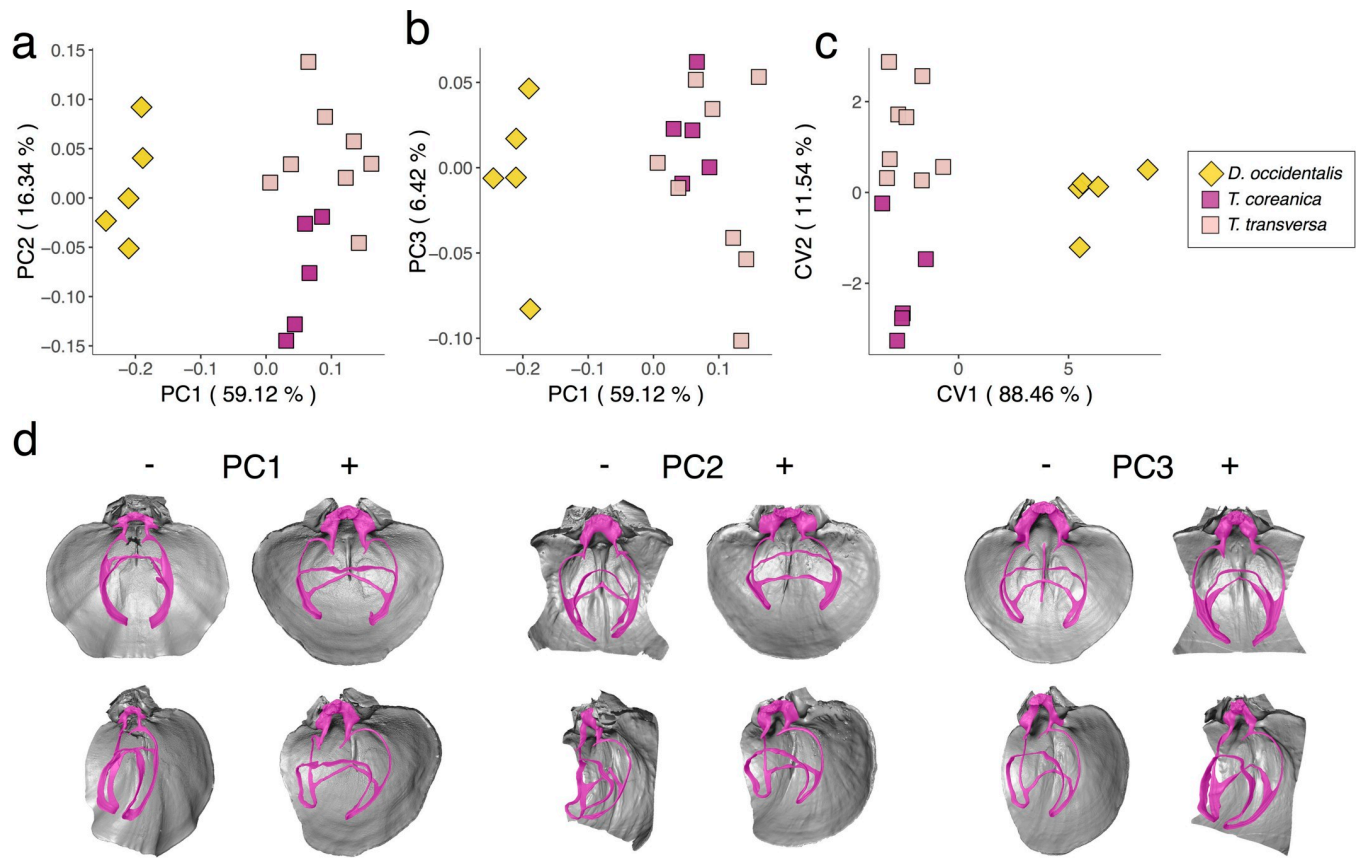 a
0.15
0.10
0.05
0.00
−0.05
−0.10
−0.15
PC2 ( 16.34 % )
−0.2
−0.1
0.0
0.1
PC1 ( 59.12 % )
b
0.05
0.00
−0.05
−0.10
PC3 ( 6.42 % )
−0.2
−0.1
0.0
0.1
PC1 ( 59.12 % )
c
2
0
−2
CV2 ( 11.54 % )
0
5
CV1 ( 88.46 % )
D. occidentalis
T. coreanica
T. transversa
d
- PC1 +
- PC2 +
- PC3 +